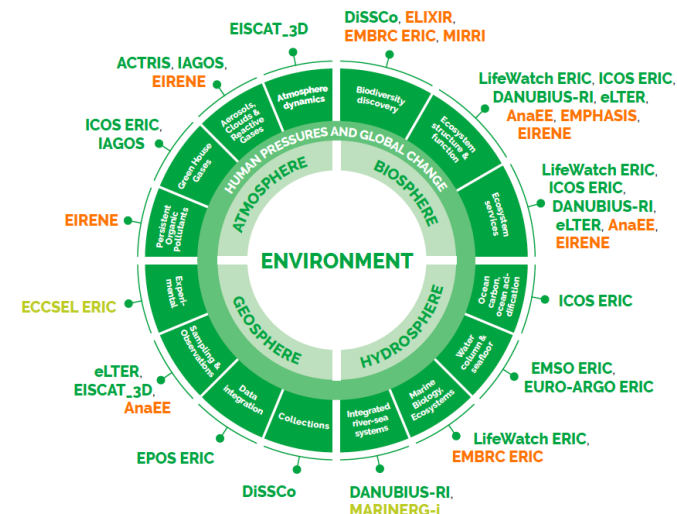 EISCAT_3D
DiSSCo, ELIXIR,
EMBRC ERIC, MIRRI
ACTRIS, IAGOS,
EIRENE
LifeWatch ERIC, ICOS ERIC,
DANUBIUS-RI, eLTER,
AnaEE, EMPHASIS,
EIRENE
ICOS ERIC,
IAGOS
LifeWatch ERIC,
ICOS ERIC,
DANUBIUS-RI,
eLTER, AnaEE,
EIRENE
EIRENE
ECCSEL ERIC
ICOS ERIC
eLTER,
EISCAT_3D,
AnaEE
EMSO ERIC,
EURO-ARGO ERIC
EPOS ERIC
LifeWatch ERIC,
EMBRC ERIC
DiSSCo
DANUBIUS-RI,
MARINERG-i
Atmosphere
dynamics
Biodiversity
discovery
Aerosols,
Clouds &
Reactive
Gases
Ecosystem
structure &
function
Green House
Gases
Ecosystem
services
Persistent
Organic
Pollutants
Experi-
mental
Ocean
carbon,
ocean aci-
dification
Sampling &
Observations
Water
column &
seafloor
Data
integration
Marine
Biology,
Ecosystems
Collections
Integrated
river-sea
systems
HUMAN PRESSURES AND GLOBAL CHANGE
ATMOSPHERE
BIOSPHERE
ENVIRONMENT
GEOSPHERE
HYDROSPHERE